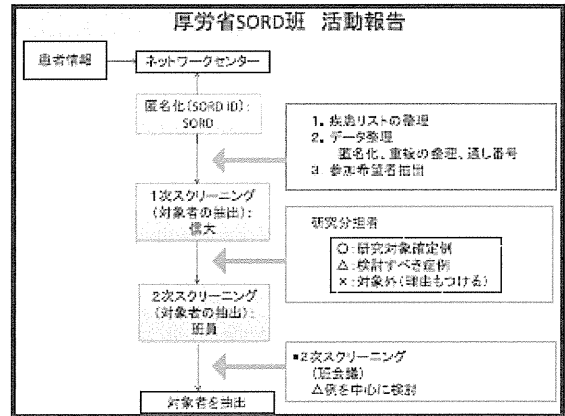 厚労省SORD班 活動報告
患者情報
ネットワークセンター
匿名化(SORD ID):
SORD
1. 疾患リストの整理
2. データ整理
匿名化、重複の整理、通し番号
3. 参加希望者抽出
1次スクリーニング
(対象者の抽出):
信大
研究分担者
○:研究対象確定例
△:検討すべき症例
×:対象外(理由もつける)
2次スクリーニング
(対象者の抽出):
班員
■2次スクリーニング
(班会議)
△例を中心に検討
対象者を抽出